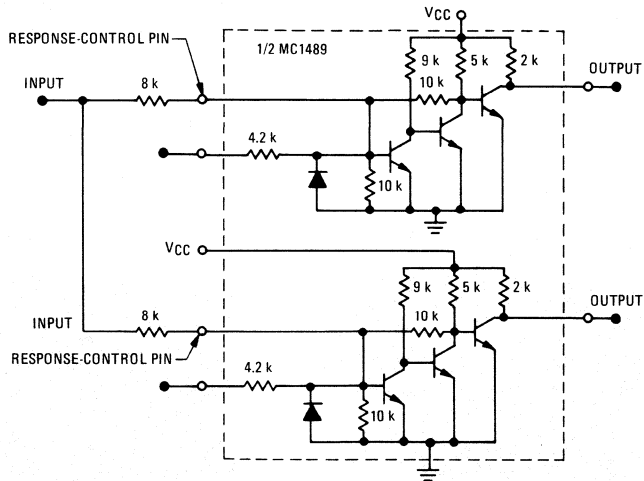 VCC
RESPONSE-CONTROL PIN
1/2 MC1489
9 k
5 k
2 k
INPUT
8 k
10 k
OUTPUT
4.2 k
10 k
VCC
9 k
5 k
2 k
INPUT
8 k
10 k
OUTPUT
RESPONSE-CONTROL PIN
4.2 k
10 k